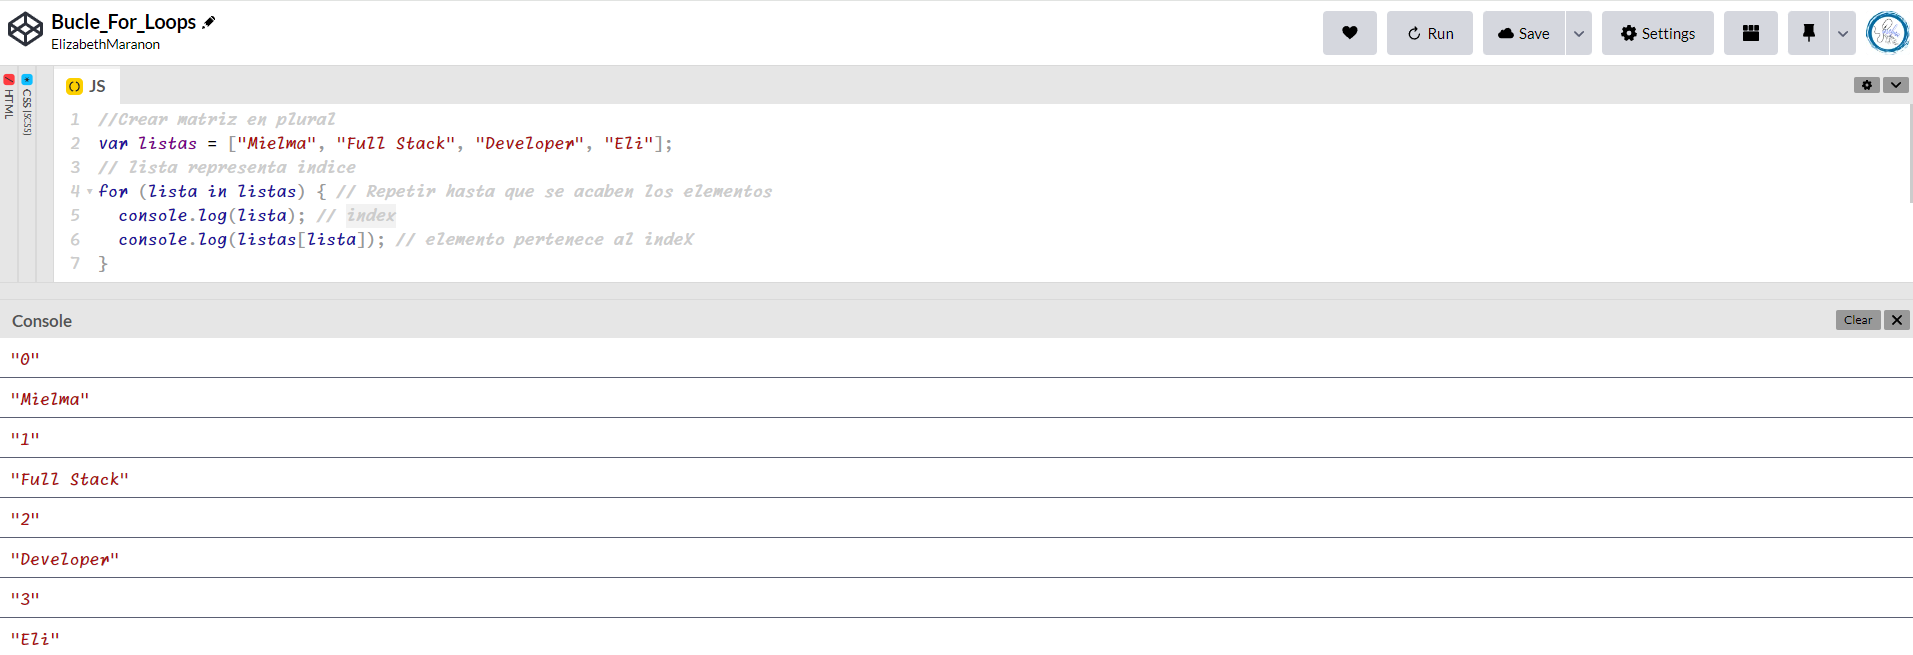 Bucle_For_Loops
ElizabethMaranon
Run
Save
Settings
HTML
CSS (SCSS)
() JS
1 //Crear matriz en plural
2 var listas = ["Mielma", "Full Stack", "Developer", "Eli"];
3 // lista representa indice
4 for (lista in listas) { // Repetir hasta que se acaben los elementos
5 console.log(lista); // index
6 console.log(listas[lista]); // elemento pertenece al indeX
7 }
Console
Clear
"0"
"Mielma"
"1"
"Full Stack"
"2"
"Developer"
"3"
"Eli"